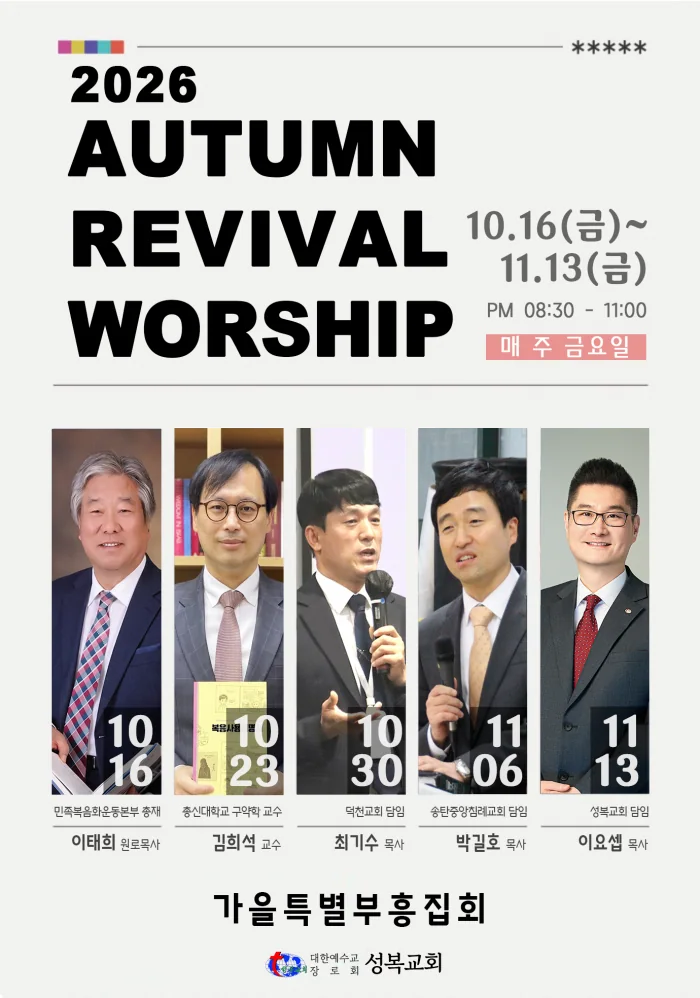 *****
2026
AUTUMN
REVIVAL
WORSHIP
10.16(금)~
11.13(금)
PM 08:30 - 11:00
매 주 금요일
10
16
민족복음화운동본부 총재
이태희 원로목사
10
23
총신대학교 구약학 교수
김희석 교수
10
30
덕천교회 담임
최기수 목사
11
06
송탄중앙침례교회 담임
박길호 목사
11
13
성복교회 담임
이요셉 목사
가을특별부흥집회
대한예수교
장로회
성복교회